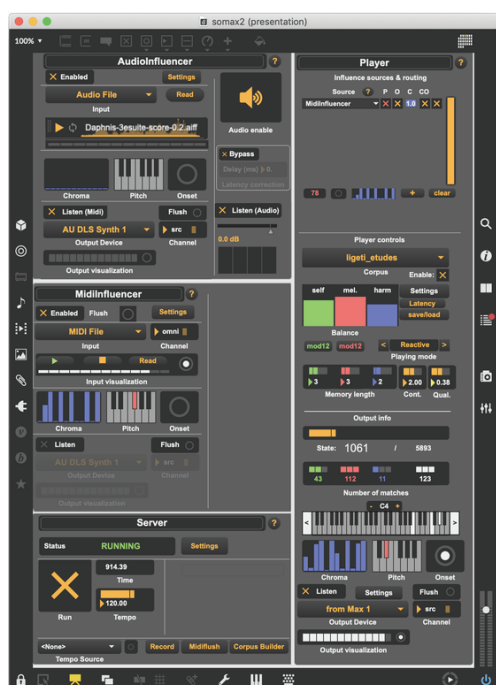 somax2 (presentation)
100%
AudioInfluencer ?
Enabled Settings
Audio File Read
Input
Daphnis-3esuite-score-0.2.aiff
Audio enable
Bypass
Delay (ms) 0.
Latency correction
Chroma Pitch Onset
Listen (Midi) Flush
Listen (Audio)
AU DLS Synth 1 src
Output Device Channel
0.0 dB
Output visualization
MidiInfluencer ?
Enabled Flush Settings
MIDI File omni
Input Channel
Read
Input visualization
Chroma Pitch Onset
Listen Flush
AU DLS Synth 1 src
Output Device Channel
Output visualization
Server ?
Status RUNNING Settings
914.39
Time
120.00
Run Tempo
<None> Record Midiflush Corpus Builder
Tempo Source
Player ?
Influence sources & routing
Source ? P O C CO
MidiInfluencer X X 1.0 X X
78 + clear
Player controls
ligeti_etudes
Corpus Enable:
self mel. harm Settings
Latency
save/load
Balance
mod12 mod12 < Reactive >
Playing mode
3 3 2 2.00 0.38
Memory length Cont. Qual.
Output info
State: 1061 / 5893
43 112 11 123
Number of matches
- C4 +
< >
Chroma Pitch Onset
Listen Settings Flush
from Max 1 src
Output Device Channel
Output visualization